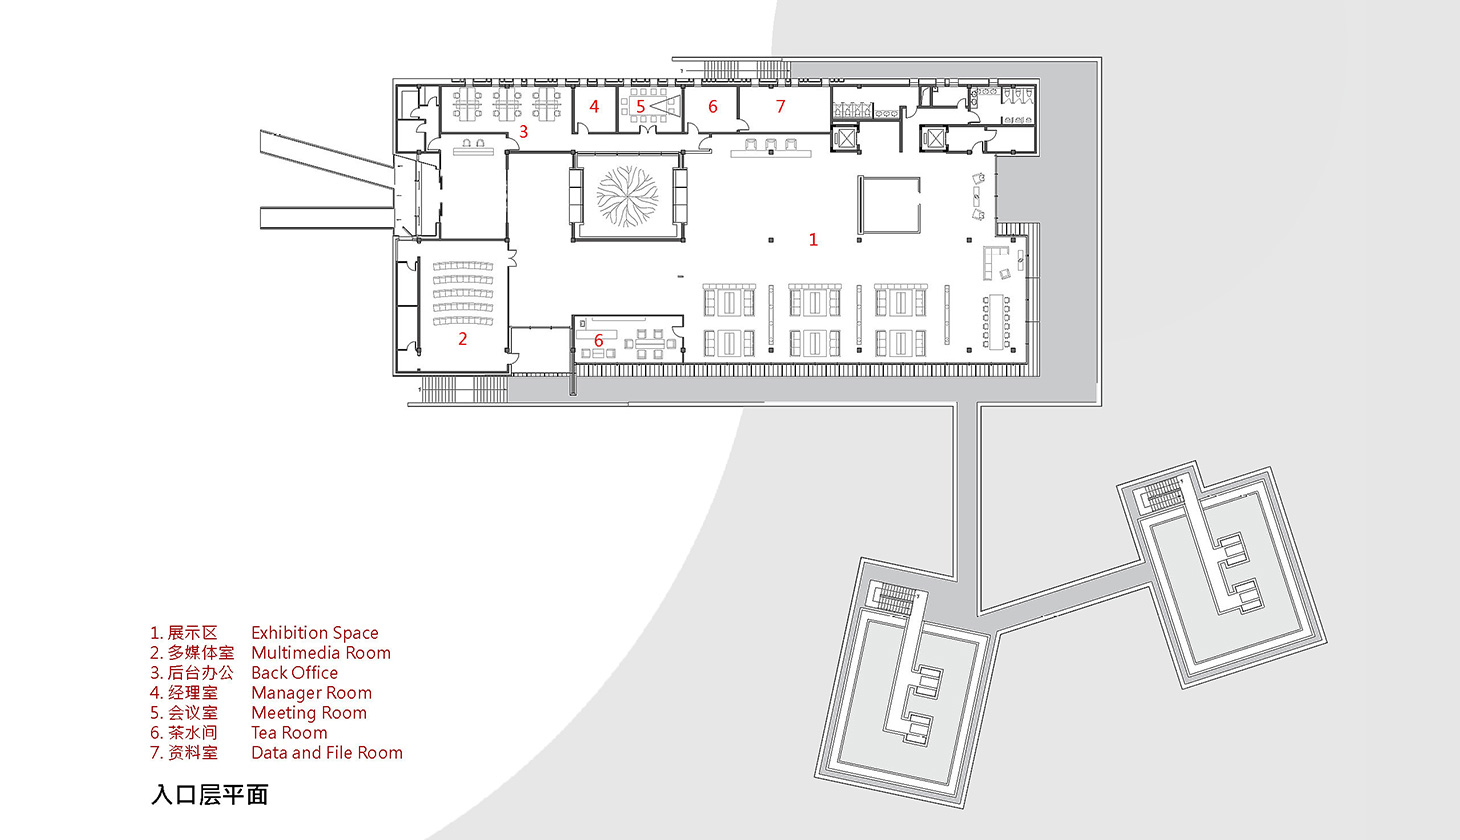 3
4
5
6
7
1
2
6
1. 展示区 Exhibition Space
2. 多媒体室 Multimedia Room
3. 后台办公 Back Office
4. 经理室 Manager Room
5. 会议室 Meeting Room
6. 茶水间 Tea Room
7. 资料室 Data and File Room
入口层平面